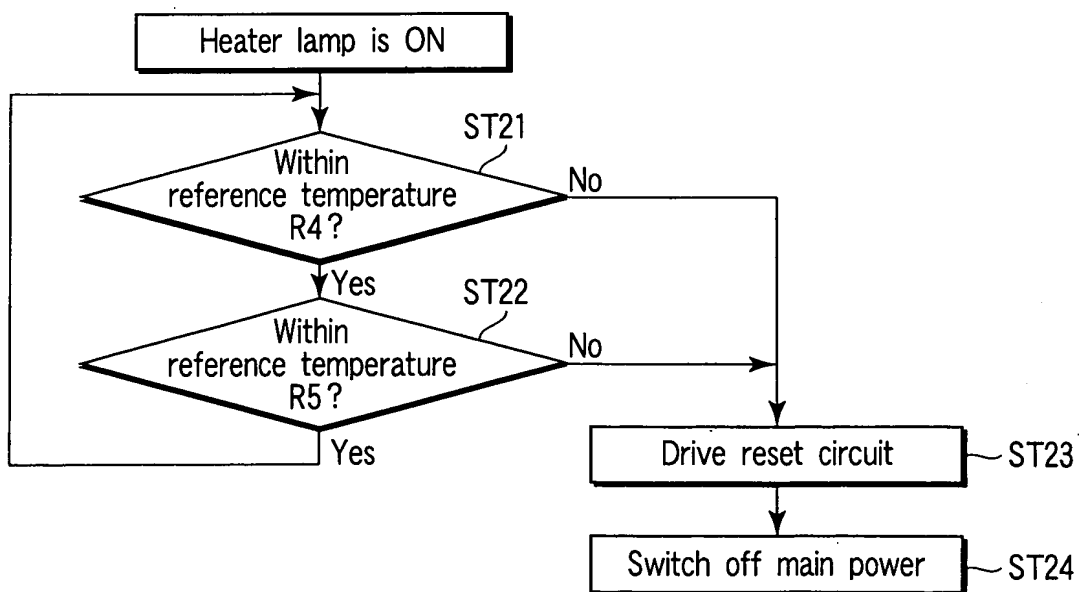 Heater lamp is ON
ST21
Within
reference temperature
R4?
No
Yes
ST22
Within
reference temperature
R5?
No
Yes
Drive reset circuit
ST23
Switch off main power
ST24